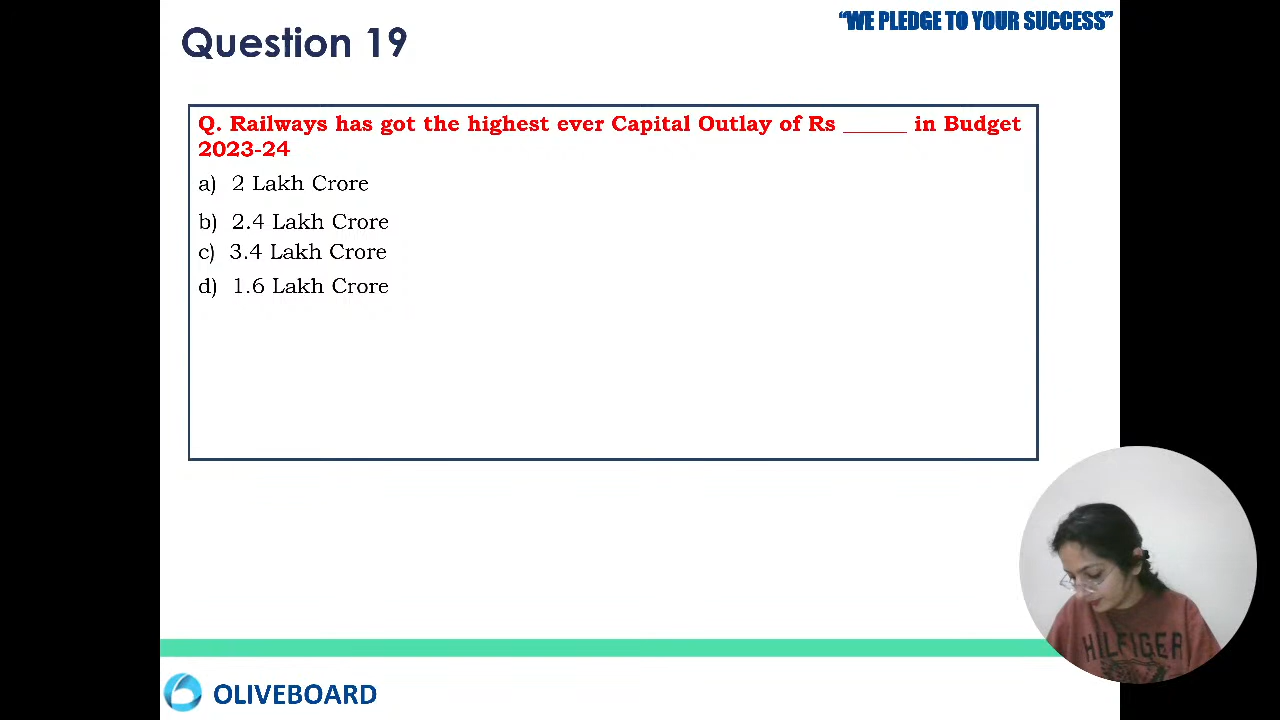 “WE PLEDGE TO YOUR SUCCESS”
Question 19
Q. Railways has got the highest ever Capital Outlay of Rs ______ in Budget
2023-24
a) 2 Lakh Crore
b) 2.4 Lakh Crore
c) 3.4 Lakh Crore
d) 1.6 Lakh Crore
HILFIGER
OLIVEBOARD